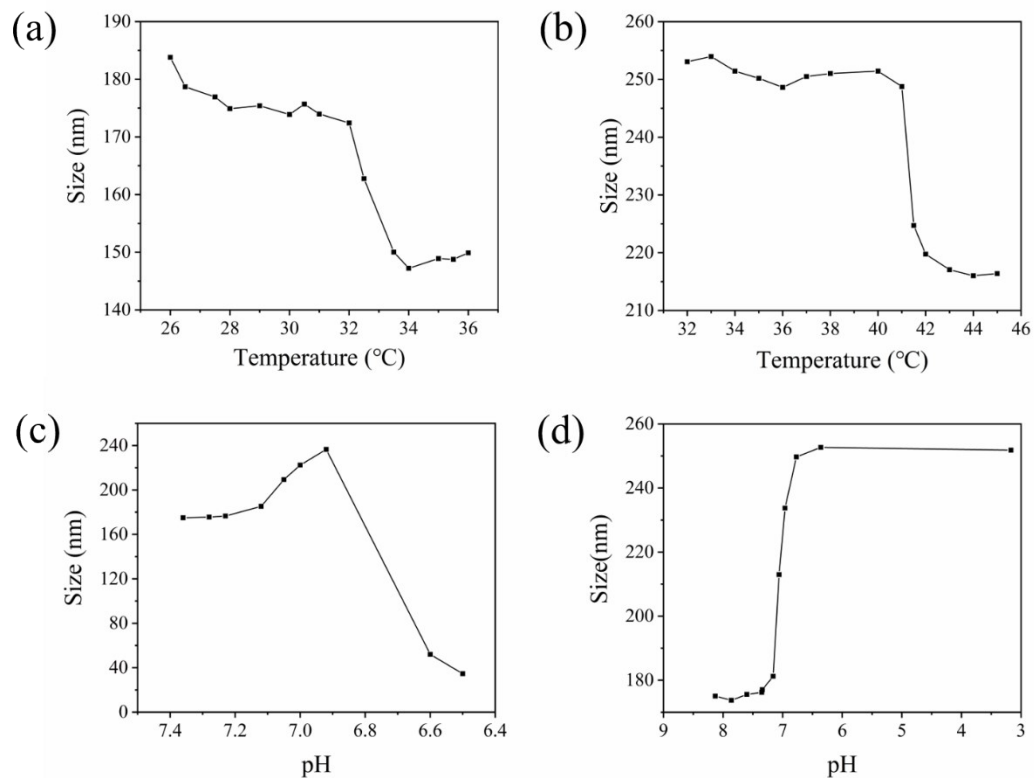 (a)
190
180
170
160
150
140
Size (nm)
26 28 30 32 34 36
Temperature (℃)
(b)
260
250
240
230
220
210
Size (nm)
32 34 36 38 40 42 44 46
Temperature (℃)
(c)
240
200
160
120
80
40
0
Size (nm)
7.4 7.2 7.0 6.8 6.6 6.4
pH
(d)
260
240
220
200
180
Size(nm)
9 8 7 6 5 4 3
pH